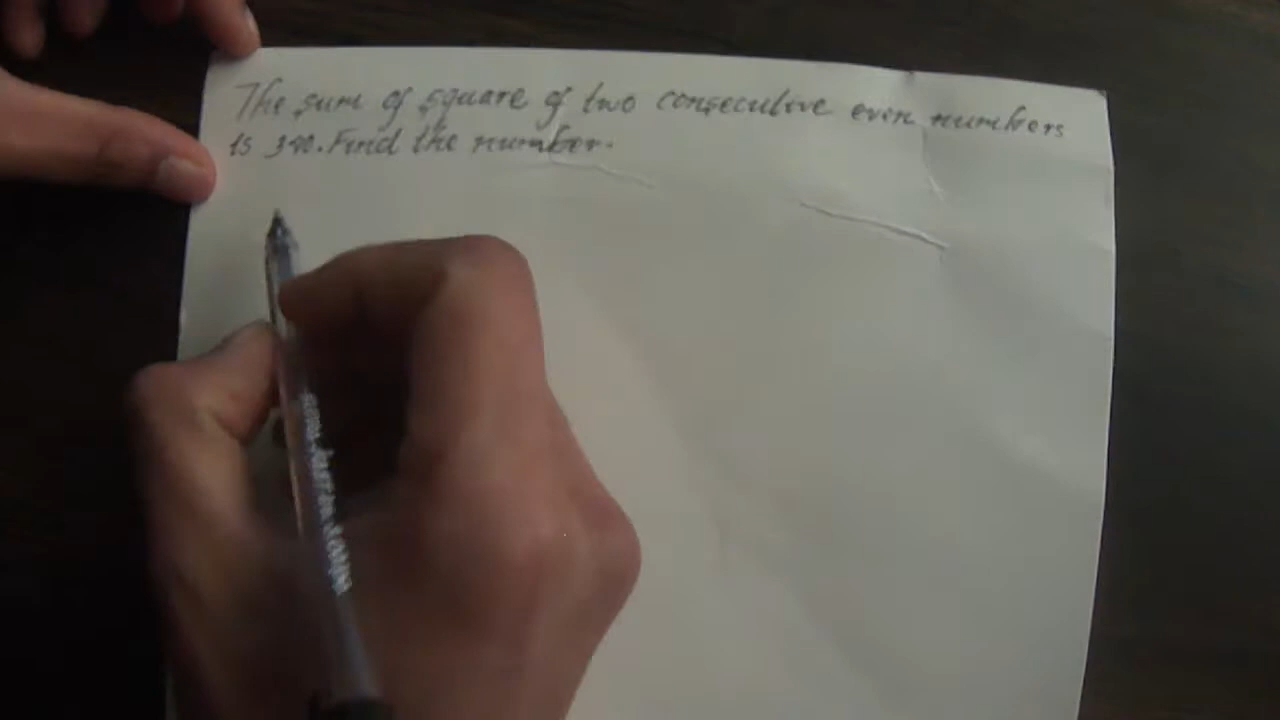 The sum of square of two consecutive even numbers
is 340. Find the number.